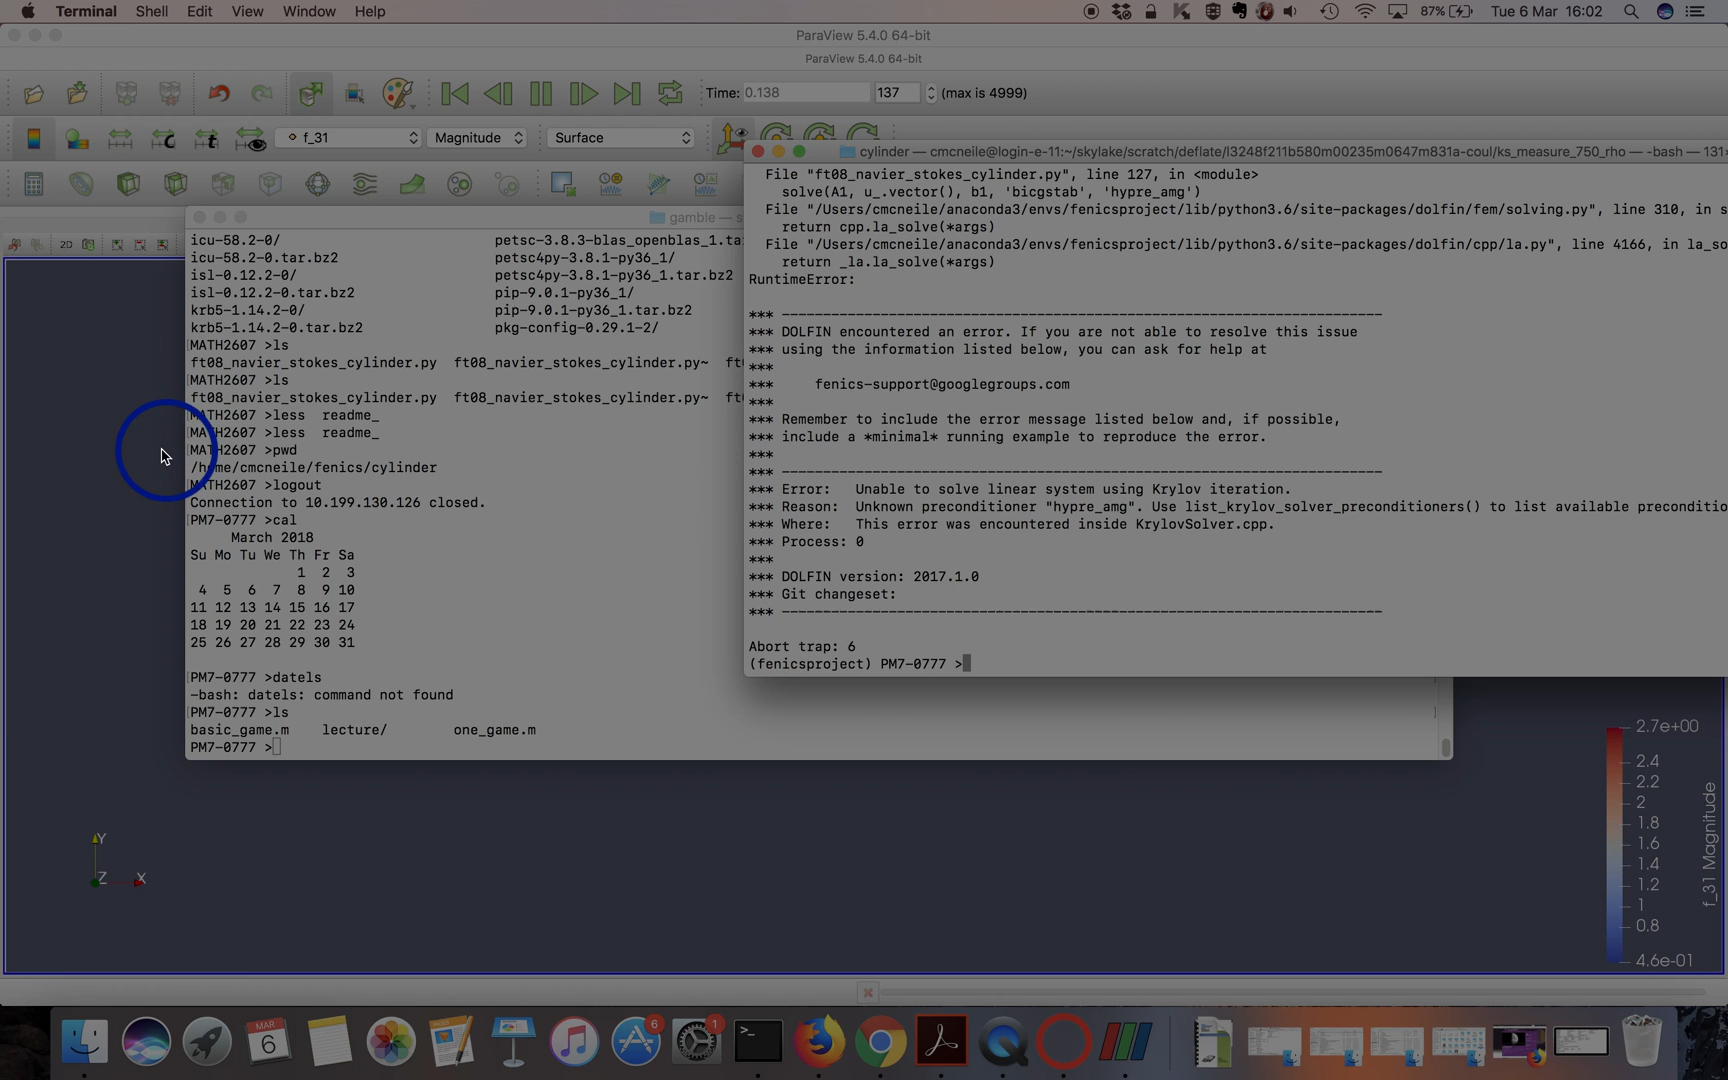 Terminal Shell Edit View Window Help 87% Tue 6 Mar 16:02
ParaView 5.4.0 64-bit
ParaView 5.4.0 64-bit
Time: 0.138 137 (max is 4999)
f_31 Magnitude Surface
cylinder — cmcneile@login-e-11:~/skylake/scratch/deflate/l3248f211b580m00235m0647m831a-coul/ks_measure_750_rho — -bash — 131×
File "ft08_navier_stokes_cylinder.py", line 127, in <module>
solve(A1, u_.vector(), b1, 'bicgstab', 'hypre_amg')
File "/Users/cmcneile/anaconda3/envs/fenicsproject/lib/python3.6/site-packages/dolfin/fem/solving.py", line 310, in s
return cpp.la_solve(*args)
File "/Users/cmcneile/anaconda3/envs/fenicsproject/lib/python3.6/site-packages/dolfin/cpp/la.py", line 4166, in la_so
return _la.la_solve(*args)
RuntimeError:
*** -------------------------------------------------------------------------
*** DOLFIN encountered an error. If you are not able to resolve this issue
*** using the information listed below, you can ask for help at
***
*** fenics-support@googlegroups.com
***
*** Remember to include the error message listed below and, if possible,
*** include a *minimal* running example to reproduce the error.
***
*** -------------------------------------------------------------------------
*** Error: Unable to solve linear system using Krylov iteration.
*** Reason: Unknown preconditioner "hypre_amg". Use list_krylov_solver_preconditioners() to list available preconditio
*** Where: This error was encountered inside KrylovSolver.cpp.
*** Process: 0
***
*** DOLFIN version: 2017.1.0
*** Git changeset:
*** -------------------------------------------------------------------------
Abort trap: 6
(fenicsproject) PM7-0777 >
gamble — s
2D
icu-58.2-0/ petsc-3.8.3-blas_openblas_1.ta
icu-58.2-0.tar.bz2 petsc4py-3.8.1-py36_1/
isl-0.12.2-0/ petsc4py-3.8.1-py36_1.tar.bz2
isl-0.12.2-0.tar.bz2 pip-9.0.1-py36_1/
krb5-1.14.2-0/ pip-9.0.1-py36_1.tar.bz2
krb5-1.14.2-0.tar.bz2 pkg-config-0.29.1-2/
MATH2607 >ls
ft08_navier_stokes_cylinder.py ft08_navier_stokes_cylinder.py~ ft
MATH2607 >ls
ft08_navier_stokes_cylinder.py ft08_navier_stokes_cylinder.py~ ft
MATH2607 >less readme_
MATH2607 >less readme_
MATH2607 >pwd
/home/cmcneile/fenics/cylinder
MATH2607 >logout
Connection to 10.199.130.126 closed.
PM7-0777 >cal
March 2018
Su Mo Tu We Th Fr Sa
1 2 3
4 5 6 7 8 9 10
11 12 13 14 15 16 17
18 19 20 21 22 23 24
25 26 27 28 29 30 31
PM7-0777 >datels
-bash: datels: command not found
PM7-0777 >ls
basic_game.m lecture/ one_game.m
PM7-0777 >
2.7e+00
2.4
2.2
2
1.8
1.6
1.4
1.2
1
0.8
4.6e-01
f_31 Magnitude
Y
Z X
MAR
6
6
1